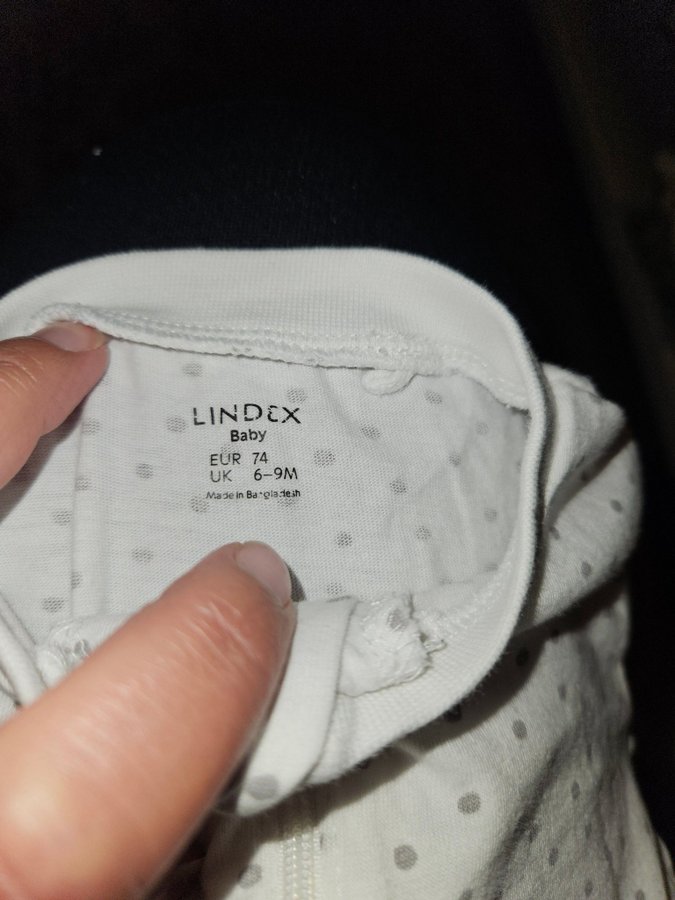 LINDEX
Baby
EUR 74
UK 6-9M
Made in Bangladesh